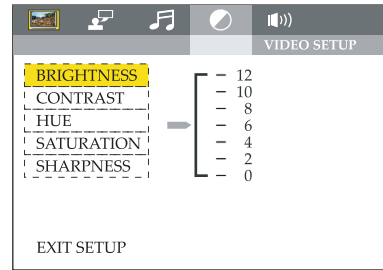 VIDEO SETUP
BRIGHTNESS
CONTRAST
HUE
SATURATION
SHARPNESS
12
10
8
6
4
2
0
EXIT SETUP